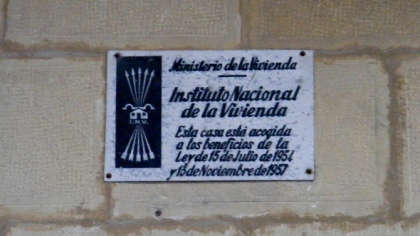 Ministerio de la Vivienda
Instituto Nacional
de la Vivienda
Esta casa está acogida
a los beneficios de la
Ley de 15 de Julio de 1954
y 13 de Noviembre de 1957
I.N.V.